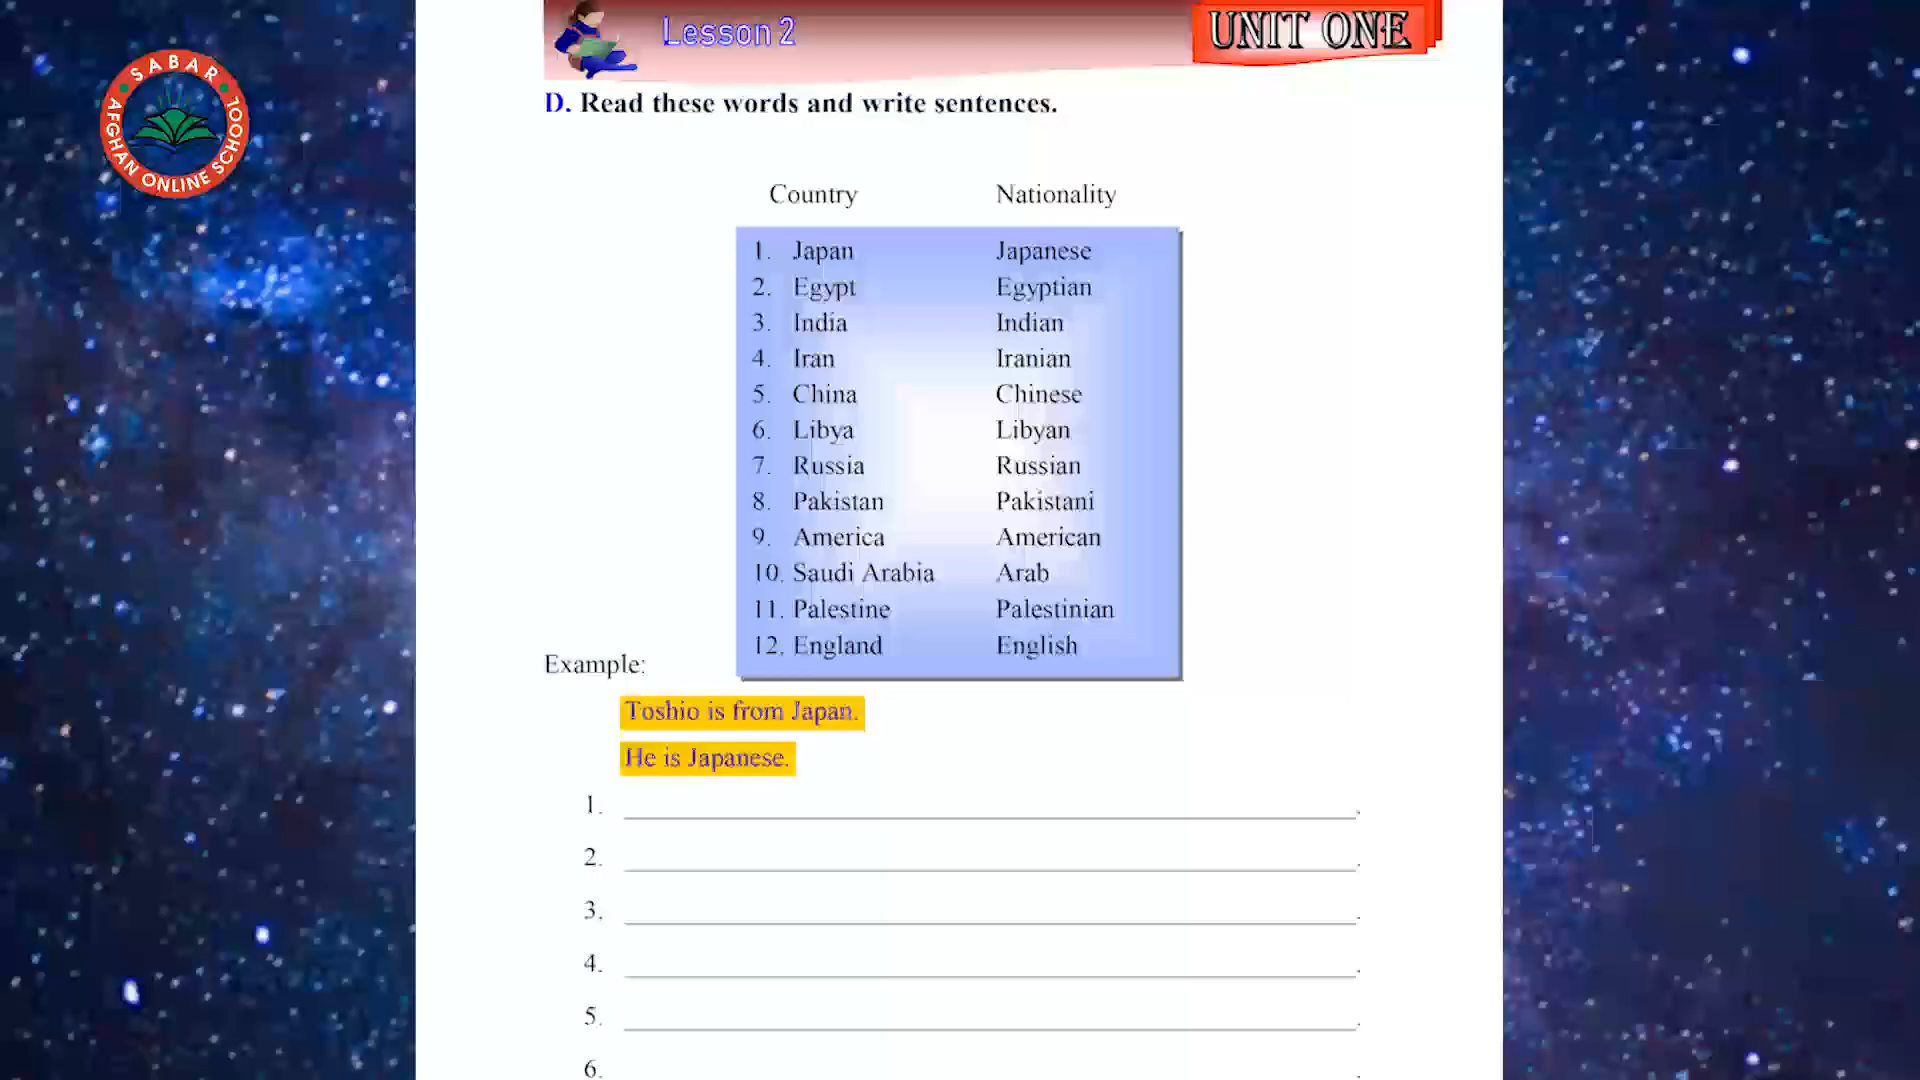 SABAR
AFGHAN ONLINE SCHOOL
Lesson 2
UNIT ONE
D. Read these words and write sentences.
Country Nationality
1. Japan Japanese
2. Egypt Egyptian
3. India Indian
4. Iran Iranian
5. China Chinese
6. Libya Libyan
7. Russia Russian
8. Pakistan Pakistani
9. America American
10. Saudi Arabia Arab
11. Palestine Palestinian
12. England English
Example:
Toshio is from Japan.
He is Japanese.
1. .
2. .
3. .
4. .
5. .
6. .